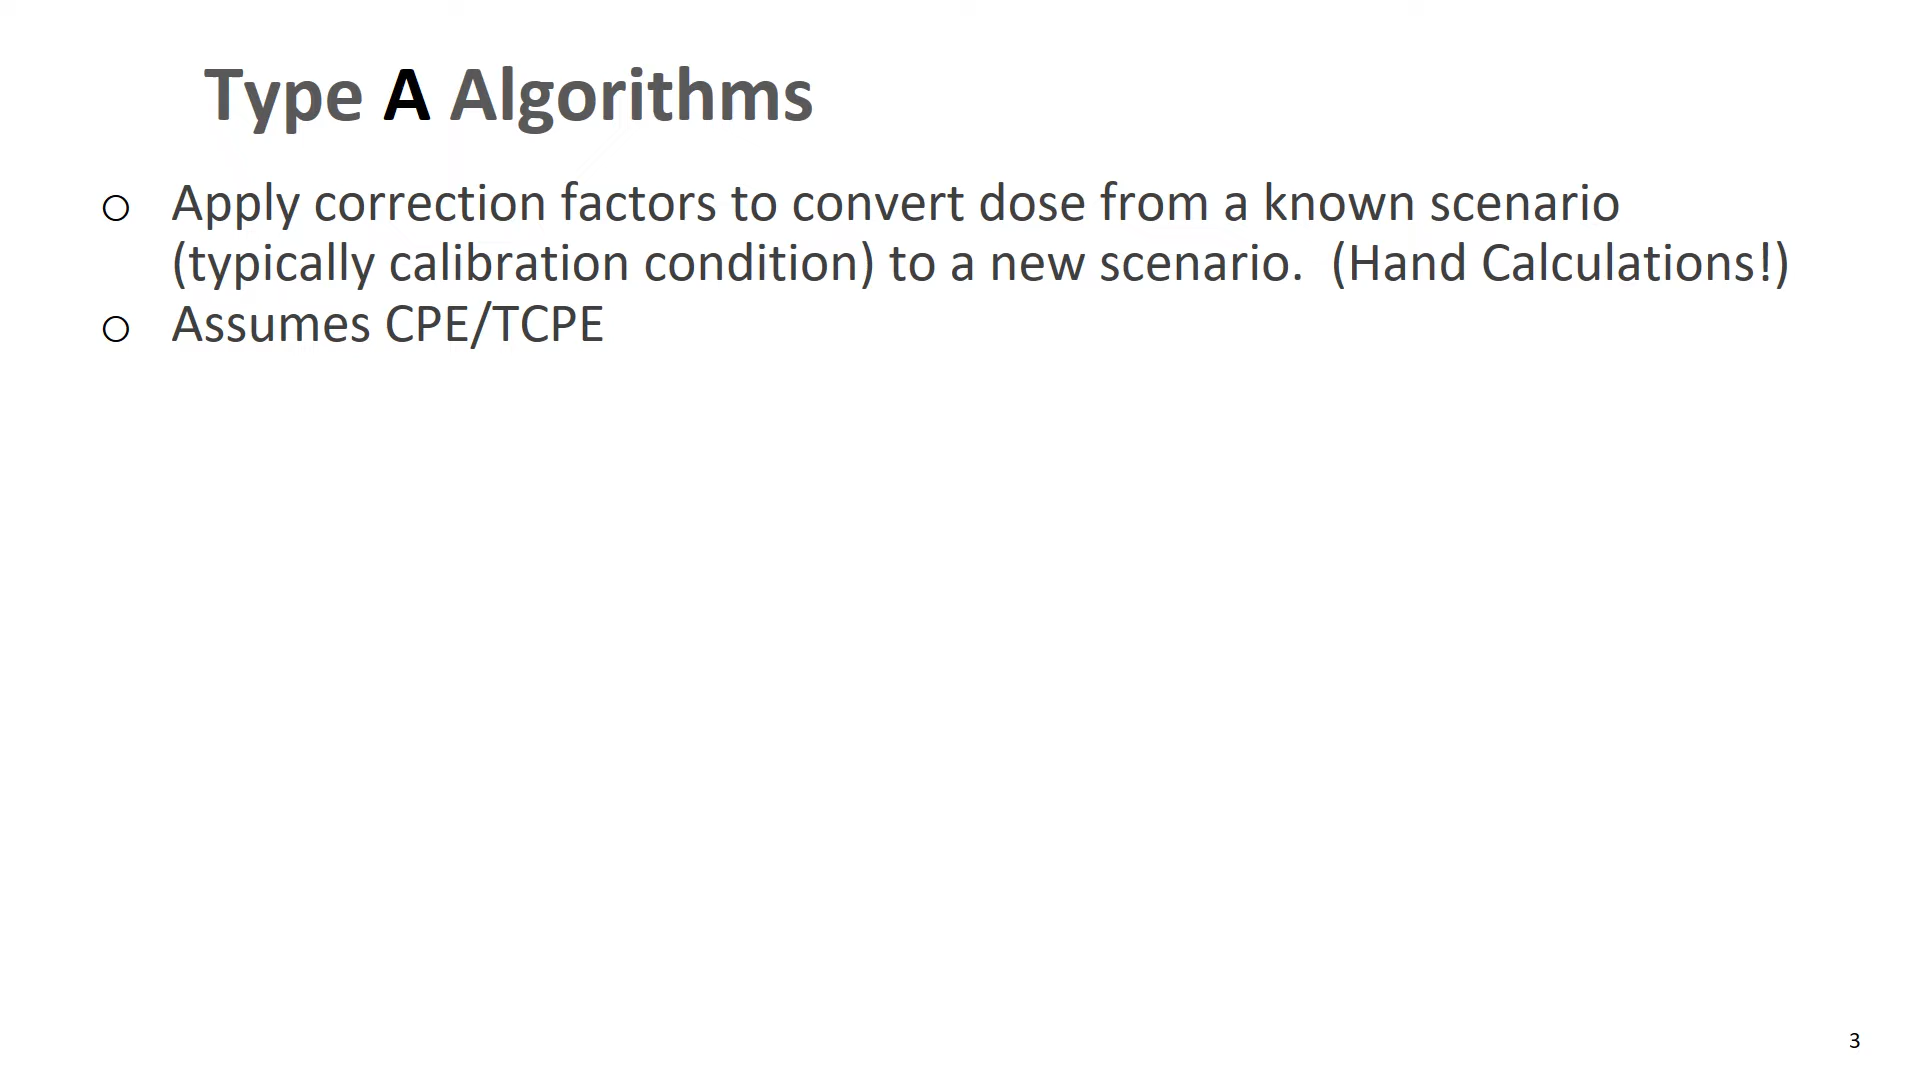 Type A Algorithms
o Apply correction factors to convert dose from a known scenario
(typically calibration condition) to a new scenario.  (Hand Calculations!)
o Assumes CPE/TCPE
3